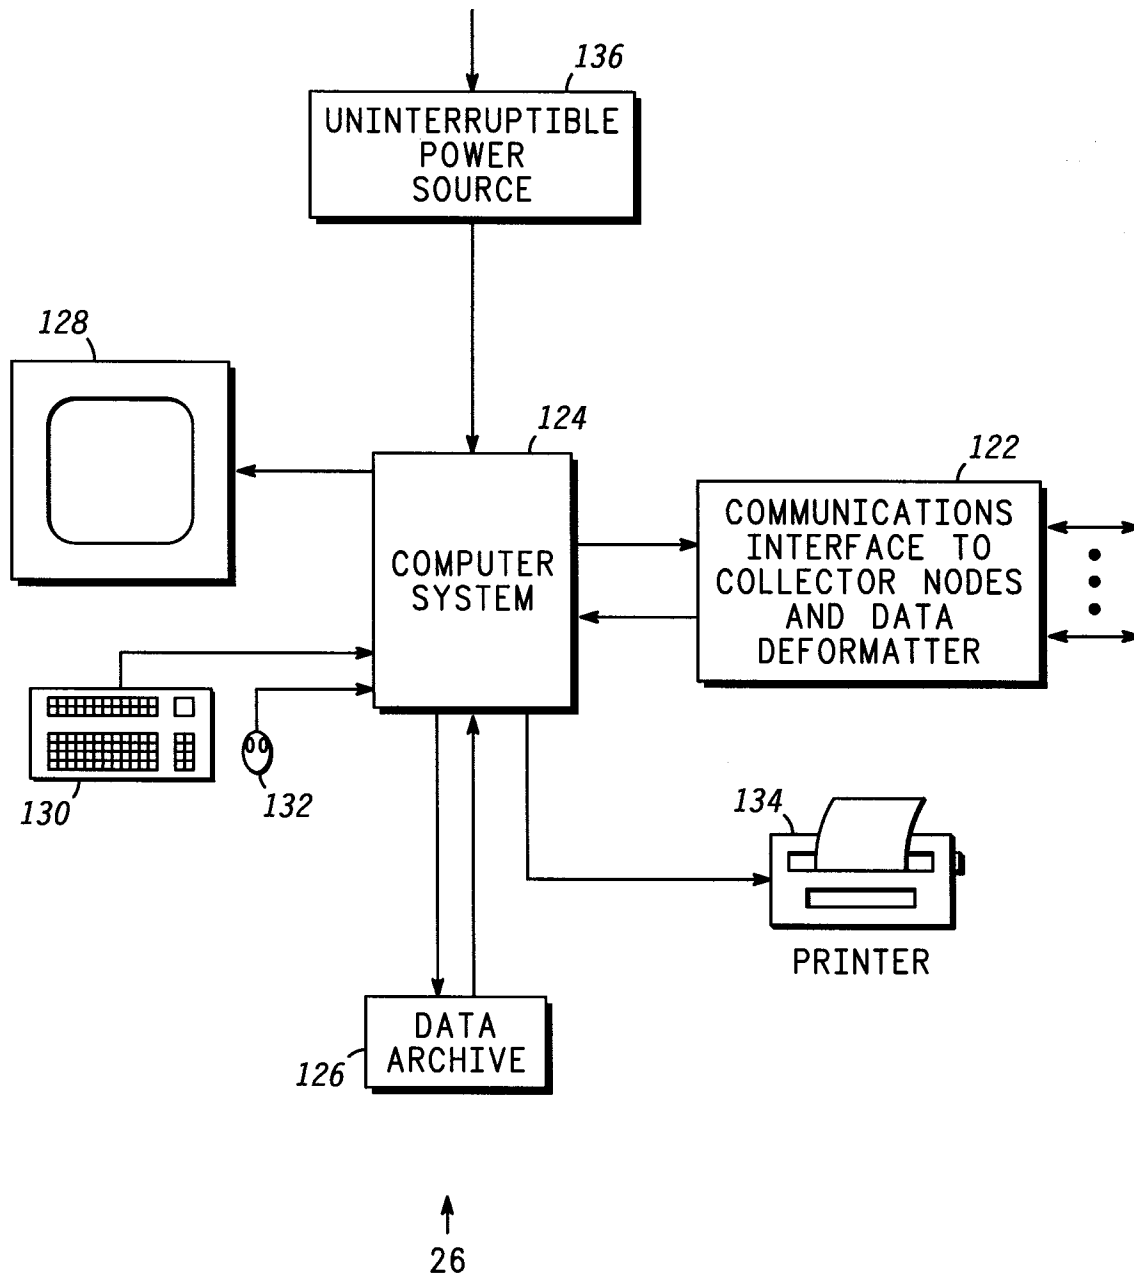 136
UNINTERRUPTIBLE
POWER
SOURCE
128
124
122
COMPUTER
SYSTEM
COMMUNICATIONS
INTERFACE TO
COLLECTOR NODES
AND DATA
DEFORMATTER
130
132
134
PRINTER
DATA
ARCHIVE
126
26